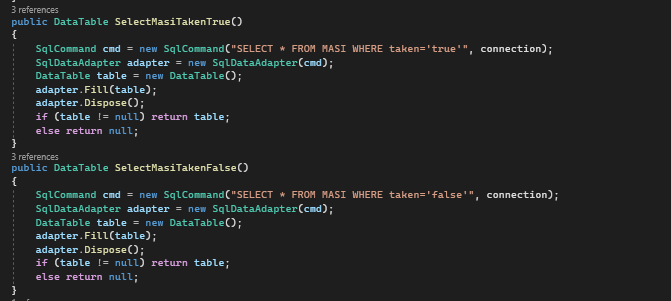 3 references
public DataTable SelectMasiTakenTrue()
{
SqlCommand cmd = new SqlCommand("SELECT * FROM MASI WHERE taken='true'", connection);
SqlDataAdapter adapter = new SqlDataAdapter(cmd);
DataTable table = new DataTable();
adapter.Fill(table);
adapter.Dispose();
if (table != null) return table;
else return null;
}
3 references
public DataTable SelectMasiTakenFalse()
{
SqlCommand cmd = new SqlCommand("SELECT * FROM MASI WHERE taken='false'", connection);
SqlDataAdapter adapter = new SqlDataAdapter(cmd);
DataTable table = new DataTable();
adapter.Fill(table);
adapter.Dispose();
if (table != null) return table;
else return null;
}